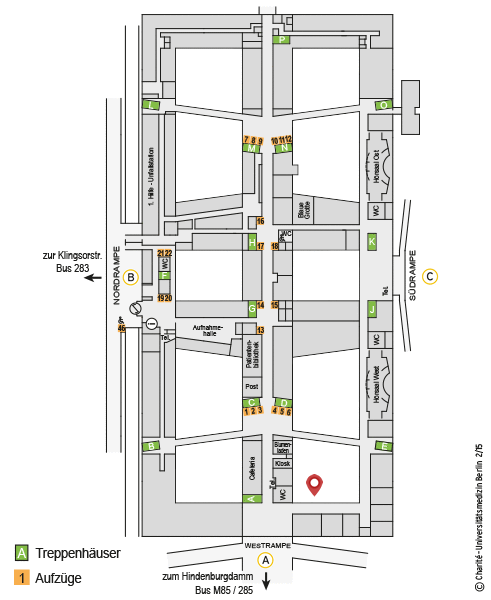 P
L
O
7 8 9
10 11 12
M
N
1. Hilfe - Unfallstation
Hörsaal Ost
Blaue
Grotte
WC
16
H
17
18
WC
K
zur Klingsorstr.
Bus 283
NORDRAMPE
B
21 22
WC
F
19 20
SÜDRAMPE
C
Tel.
G
14
15
J
46
Tel.
Aufnahme-
halle
13
WC
Patienten-
bibliothek
Post
Hörsaal West
C
D
1 2 3
4 5 6
B
E
Cafeteria
Blumen-
laden
Kiosk
Tel.
WC
A
WESTRAMPE
A
zum Hindenburgdamm
Bus M85 / 285
A Treppenhäuser
1 Aufzüge
© Charité - Universitätsmedizin Berlin 2/15